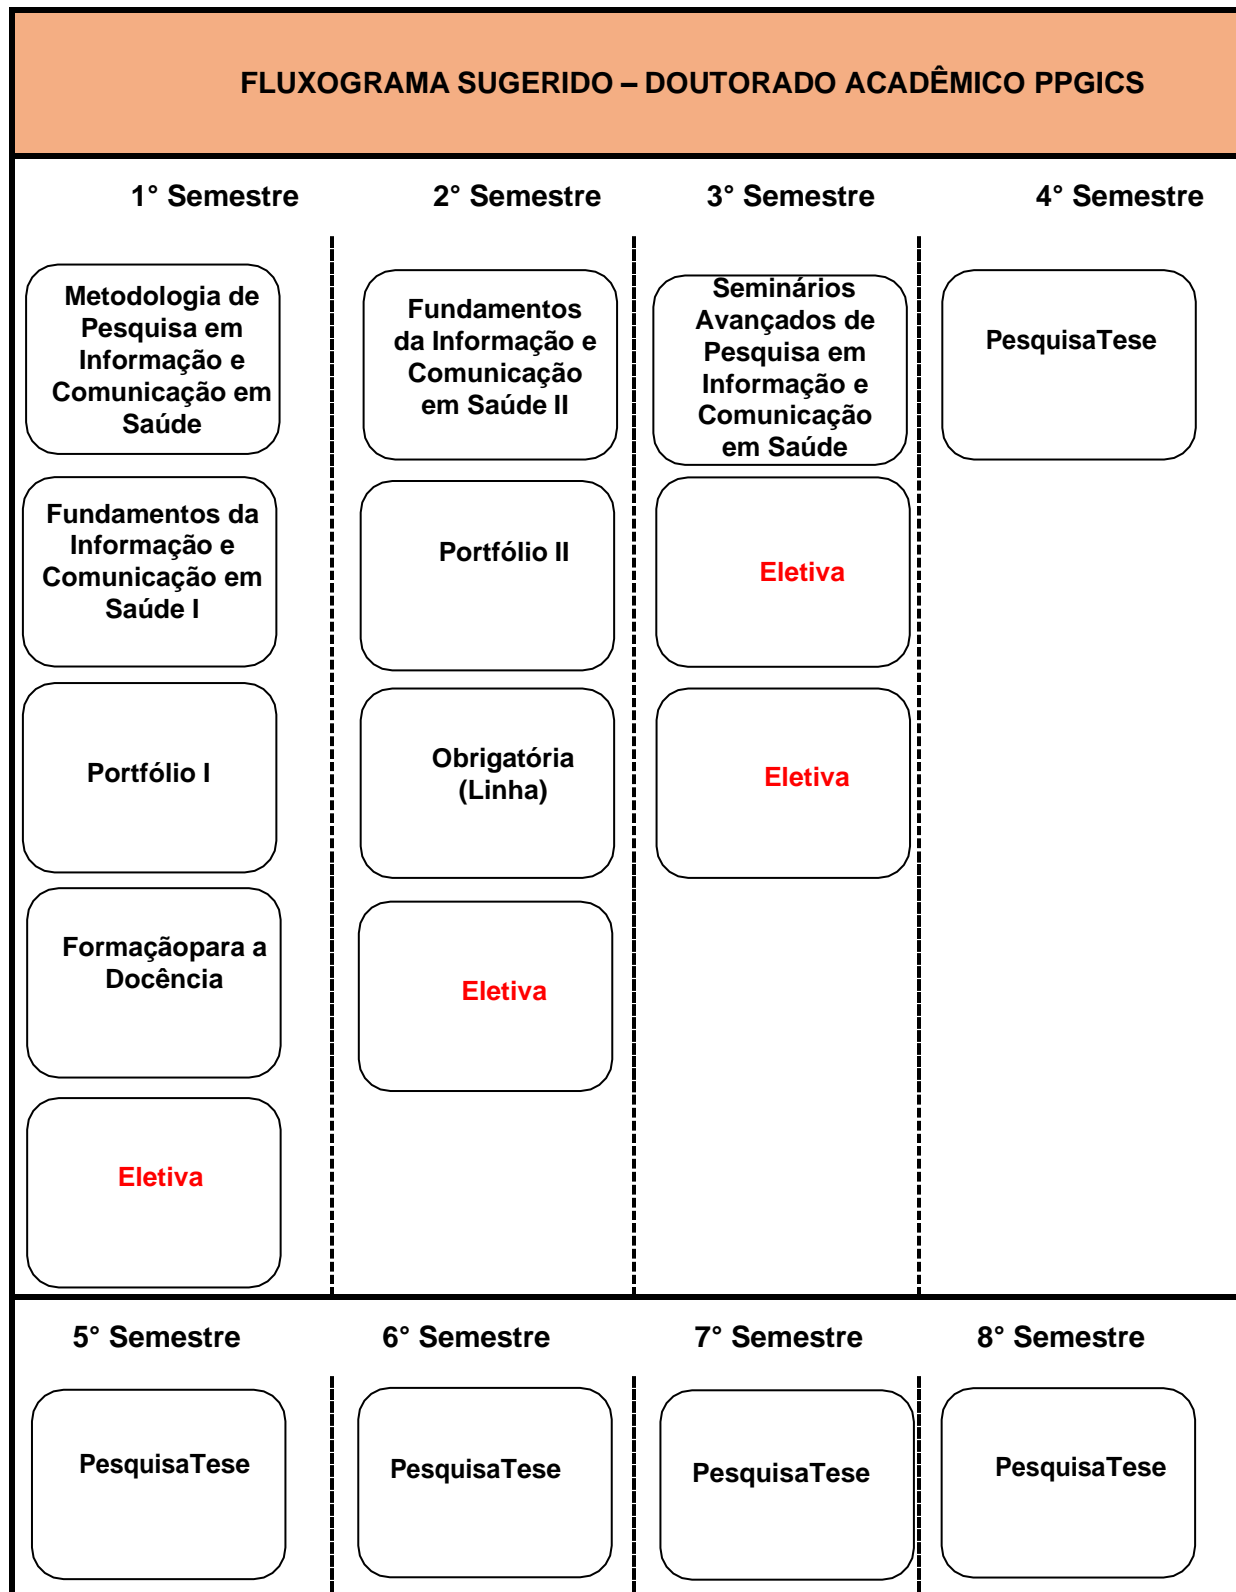 FLUXOGRAMA SUGERIDO – DOUTORADO ACADÊMICO PPGICS
1° Semestre
2° Semestre
3° Semestre
4° Semestre
Metodologia de
Pesquisa em
Informação e
Comunicação em
Saúde
Fundamentos da
Informação e
Comunicação em
Saúde I
Portfólio I
Formaçãopara a
Docência
Eletiva
Fundamentos
da Informação e
Comunicação
em Saúde II
Portfólio II
Obrigatória
(Linha)
Eletiva
Seminários
Avançados de
Pesquisa em
Informação e
Comunicação
em Saúde
Eletiva
Eletiva
PesquisaTese
5° Semestre
6° Semestre
7° Semestre
8° Semestre
PesquisaTese
PesquisaTese
PesquisaTese
PesquisaTese